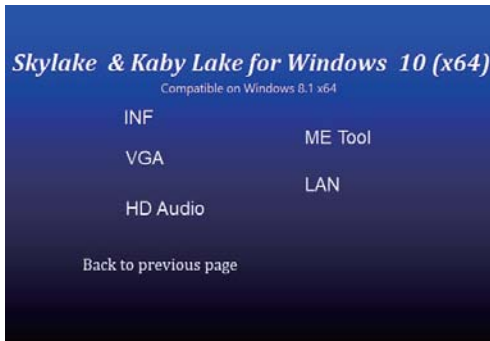 Skylake & Kaby Lake for Windows 10 (x64)
Compatible on Windows 8.1 x64
INF
ME Tool
VGA
LAN
HD Audio
Back to previous page